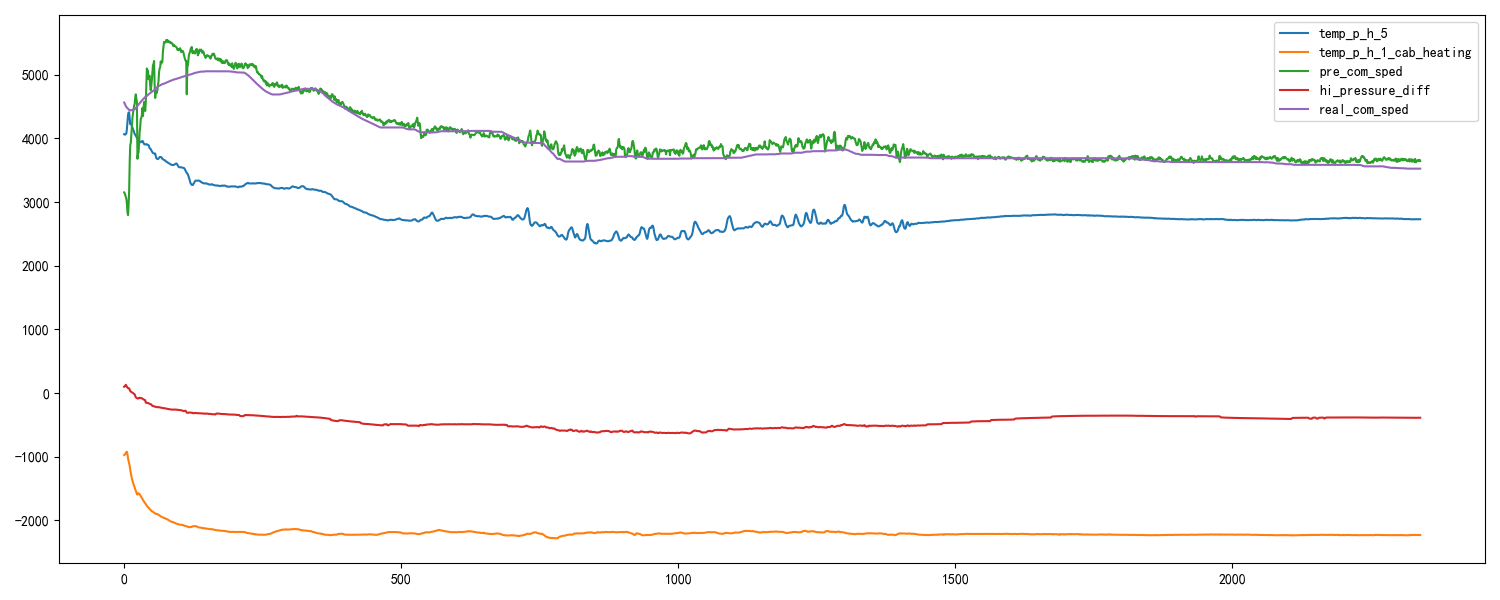 temp_p_h_5
temp_p_h_1_cab_heating
pre_com_sped
hi_pressure_diff
real_com_sped
5000
4000
3000
2000
1000
0
−1000
−2000
0 500 1000 1500 2000